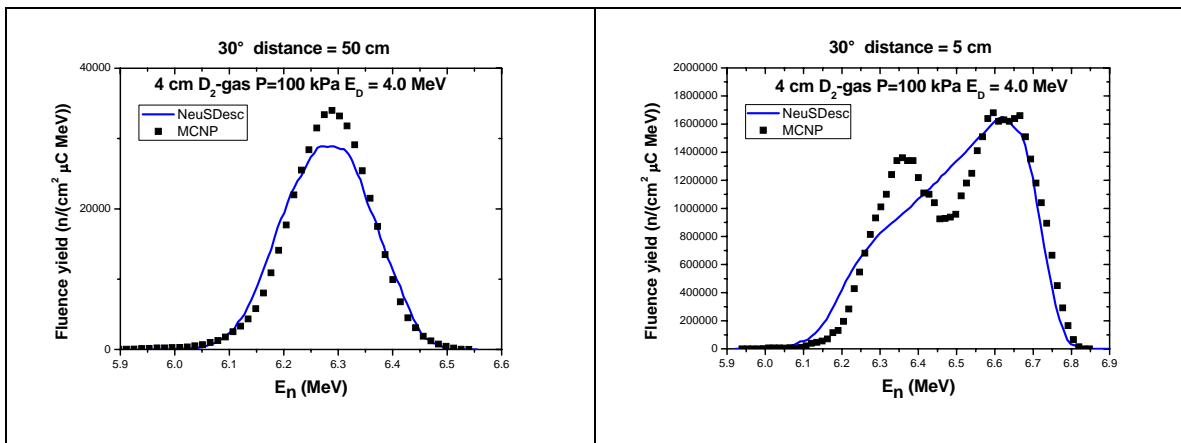 30° distance = 50 cm
4 cm D₂-gas P=100 kPa E_D = 4.0 MeV
NeuSDesc
MCNP
Fluence yield (n/(cm² μC MeV))
40000
20000
0
5.9 6.0 6.1 6.2 6.3 6.4 6.5 6.6
E_n (MeV)
30° distance = 5 cm
4 cm D₂-gas P=100 kPa E_D = 4.0 MeV
NeuSDesc
MCNP
Fluence yield (n/(cm² μC MeV))
2000000
1800000
1600000
1400000
1200000
1000000
800000
600000
400000
200000
0
5.9 6.0 6.1 6.2 6.3 6.4 6.5 6.6 6.7 6.8 6.9
E_n (MeV)